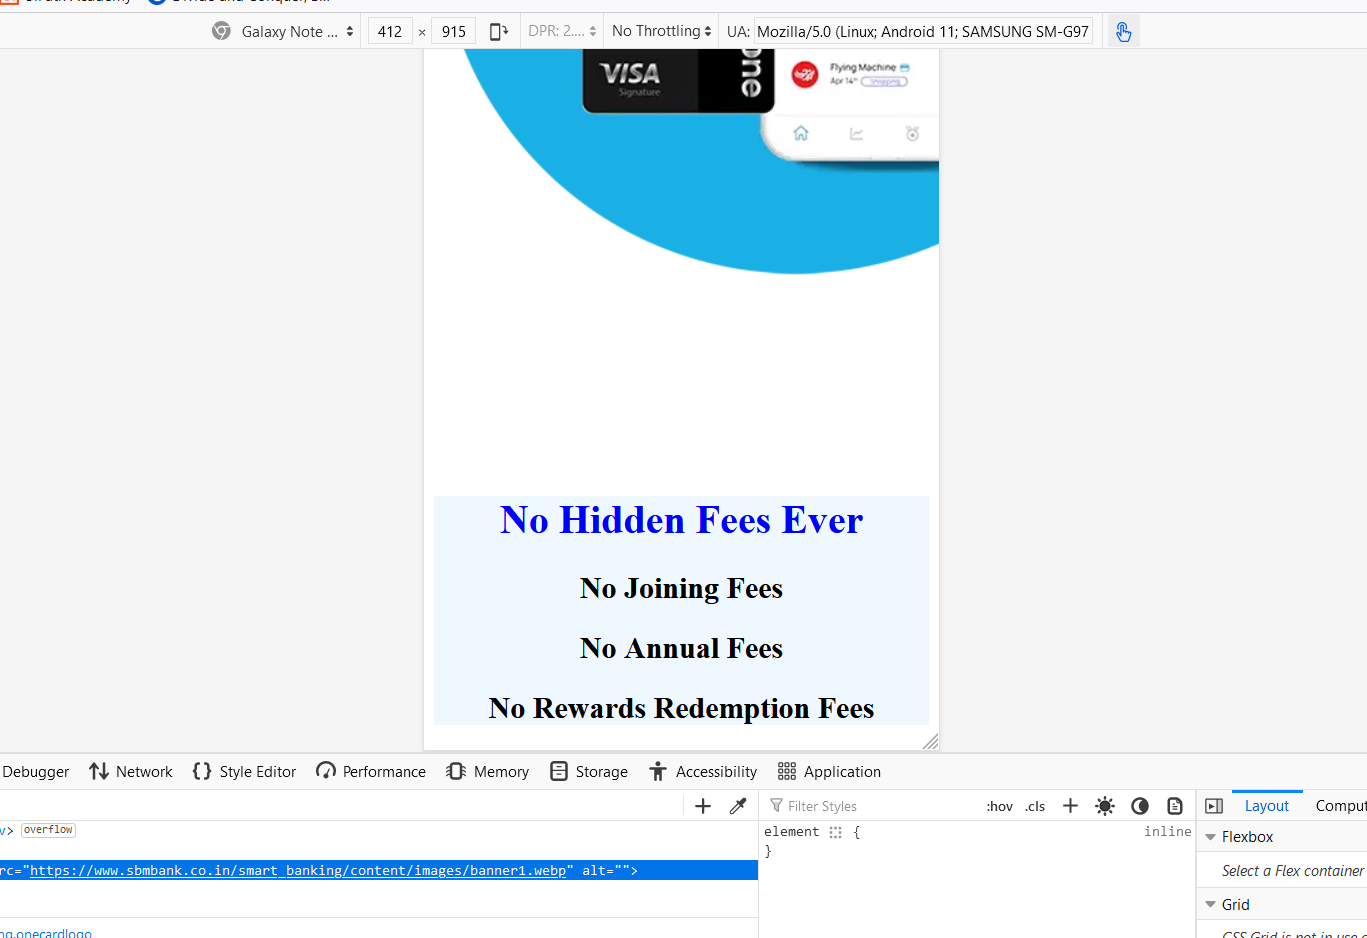 Galaxy Note ...
412 × 915
DPR: 2....
No Throttling
UA: Mozilla/5.0 (Linux; Android 11; SAMSUNG SM-G97
VISA
Signature
one
Flying Machine
Apr 14th Shopping
No Hidden Fees Ever
No Joining Fees
No Annual Fees
No Rewards Redemption Fees
Debugger
Network
Style Editor
Performance
Memory
Storage
Accessibility
Application
Filter Styles
:hov .cls
Layout
Comput
v> overflow
element {
inline
}
Flexbox
rc="https://www.sbmbank.co.in/smart_banking/content/images/banner1.webp" alt="">
Select a Flex container
Grid
ng.onecardlogo
CSS Grid is not in use o